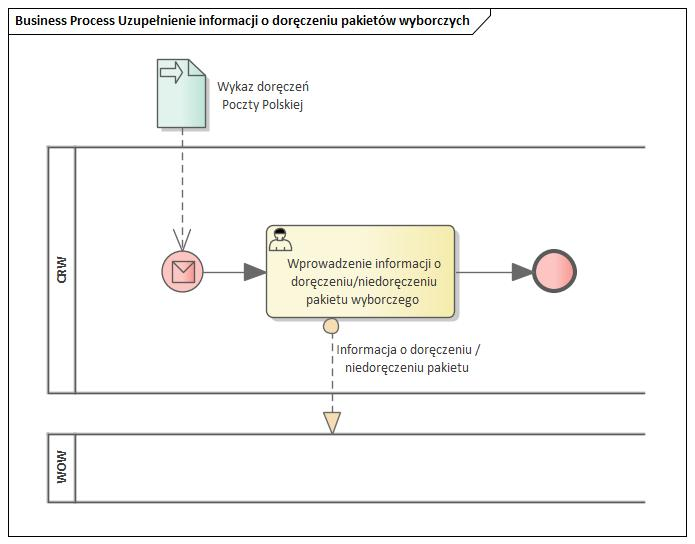 Business Process Uzupełnienie informacji o doręczeniu pakietów wyborczych
Wykaz doręczeń
Poczty Polskiej
CRW
Wprowadzenie informacji o
doręczeniu/niedoręczeniu
pakietu wyborczego
Informacja o doręczeniu /
niedoręczeniu pakietu
WOW